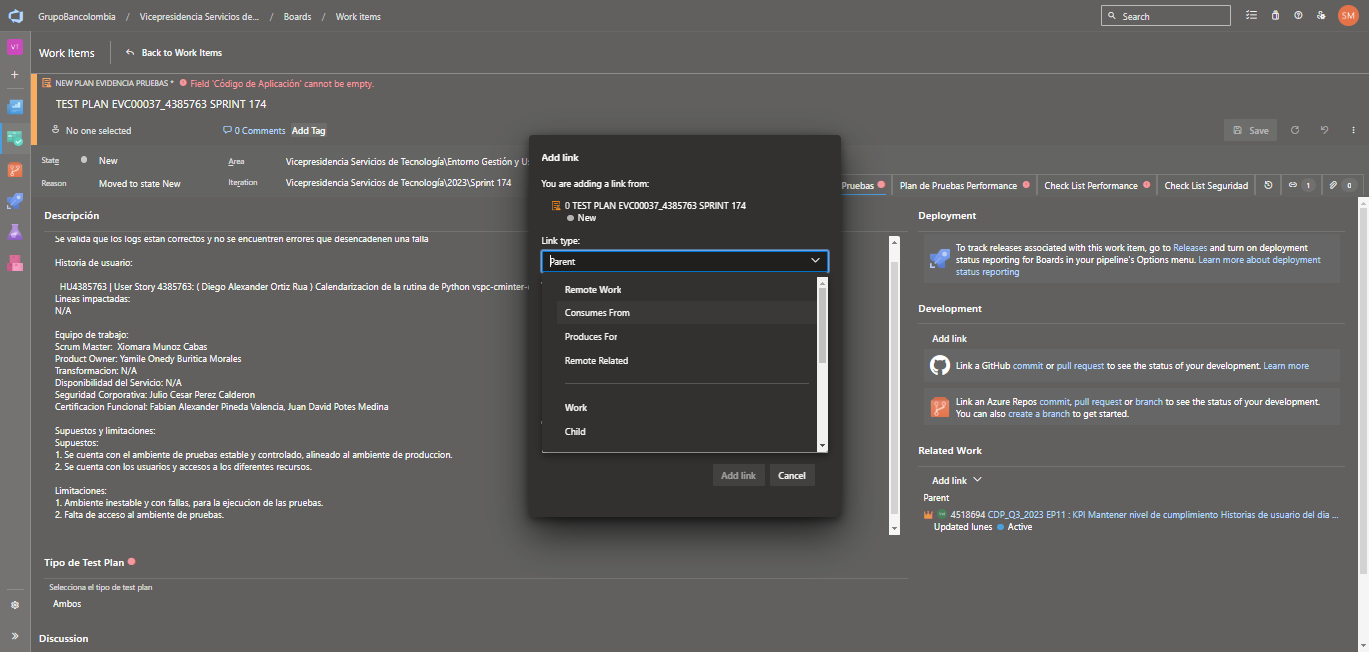 GrupoBancolombia / Vicepresidencia Servicios de... / Boards / Work items
Search
SM
VT
Work Items
Back to Work Items
NEW PLAN EVIDENCIA PRUEBAS * Field 'Código de Aplicación' cannot be empty.
TEST PLAN EVC00037_4385763 SPRINT 174
No one selected
0 Comments
Add Tag
Save
State
New
Area
Vicepresidencia Servicios de Tecnología\Entorno Gestión y
Reason
Moved to state New
Iteration
Vicepresidencia Servicios de Tecnología\2023\Sprint 174
Pruebas
Plan de Pruebas Performance
Check List Performance
Check List Seguridad
1
0
Descripción
Se valida que los logs estan correctos y no se encuentren errores que desencadenen una falla
Historia de usuario:
HU4385763 | User Story 4385763: ( Diego Alexander Ortiz Rua ) Calendarizacion de la rutina de Python vspc-cminter-
Lineas impactadas:
N/A
Equipo de trabajo:
Scrum Master: Xiomara Munoz Cabas
Product Owner: Yamile Onedy Buritica Morales
Transformacion: N/A
Disponibilidad del Servicio: N/A
Seguridad Corporativa: Julio Cesar Perez Calderon
Certificacion Funcional: Fabian Alexander Pineda Valencia, Juan David Potes Medina
Supuestos y limitaciones:
Supuestos:
1. Se cuenta con el ambiente de pruebas estable y controlado, alineado al ambiente de produccion.
2. Se cuenta con los usuarios y accesos a los diferentes recursos.
Limitaciones:
1. Ambiente inestable y con fallas, para la ejecucion de las pruebas.
2. Falta de acceso al ambiente de pruebas.
Tipo de Test Plan
Selecciona el tipo de test plan
Ambos
Discussion
Add link
You are adding a link from:
0 TEST PLAN EVC00037_4385763 SPRINT 174
New
Link type:
Parent
Remote Work
Consumes From
Produces For
Remote Related
Work
Child
Add link
Cancel
Deployment
To track releases associated with this work item, go to Releases and turn on deployment
status reporting for Boards in your pipeline's Options menu. Learn more about deployment
status reporting
Development
Add link
Link a GitHub commit or pull request to see the status of your development. Learn more
Link an Azure Repos commit, pull request or branch to see the status of your development.
You can also create a branch to get started.
Related Work
Add link
Parent
4518694 CDP_Q3_2023 EP11 : KPI Mantener nivel de cumplimiento Historias de usuario del dia ...
Updated lunes
Active